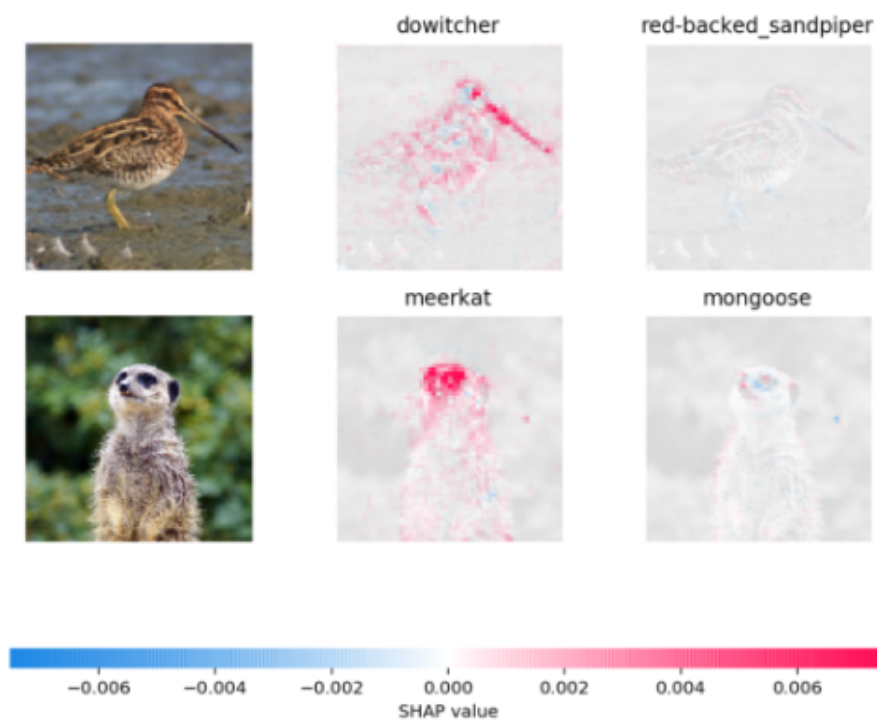 dowitcher
red-backed_sandpiper
meerkat
mongoose
−0.006 −0.004 −0.002 0.000 0.002 0.004 0.006
SHAP value